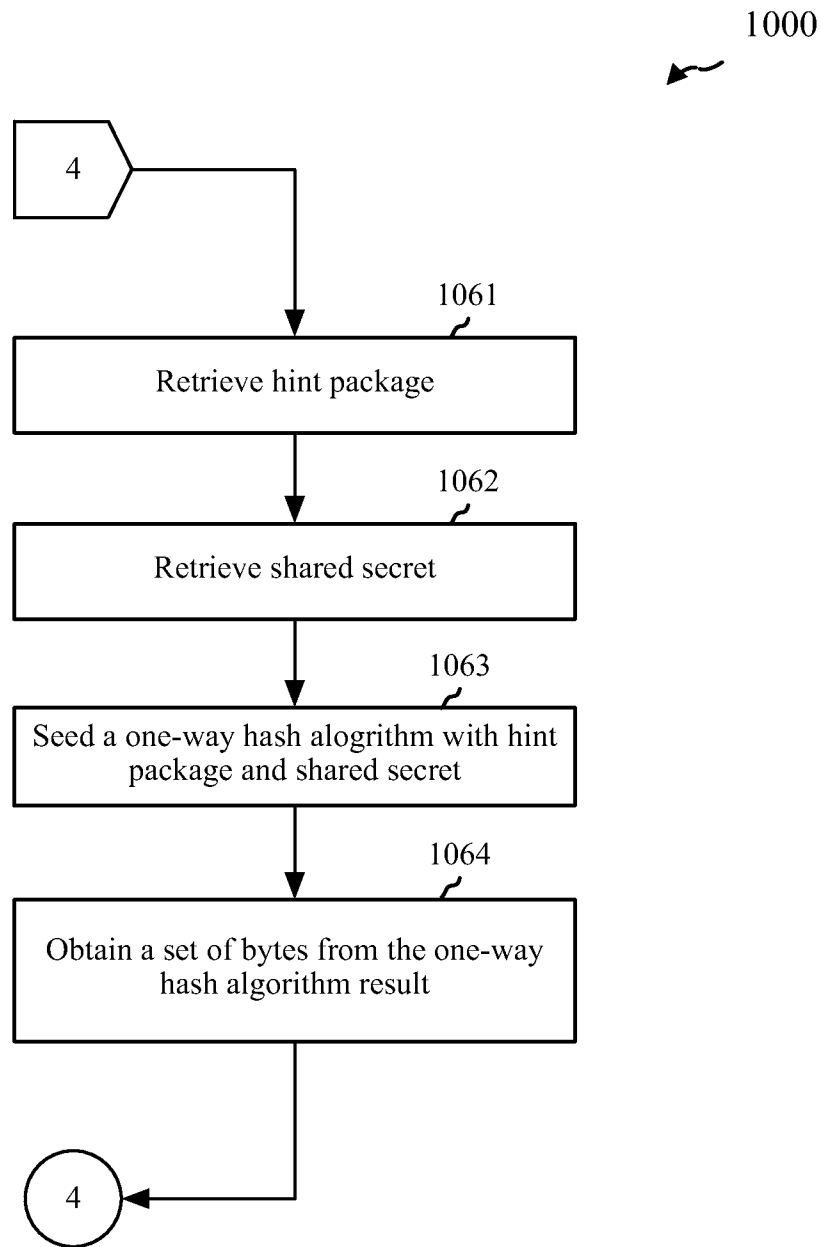 1000
4
1061
Retrieve hint package
1062
Retrieve shared secret
1063
Seed a one-way hash alogrithm with hint
package and shared secret
1064
Obtain a set of bytes from the one-way
hash algorithm result
4